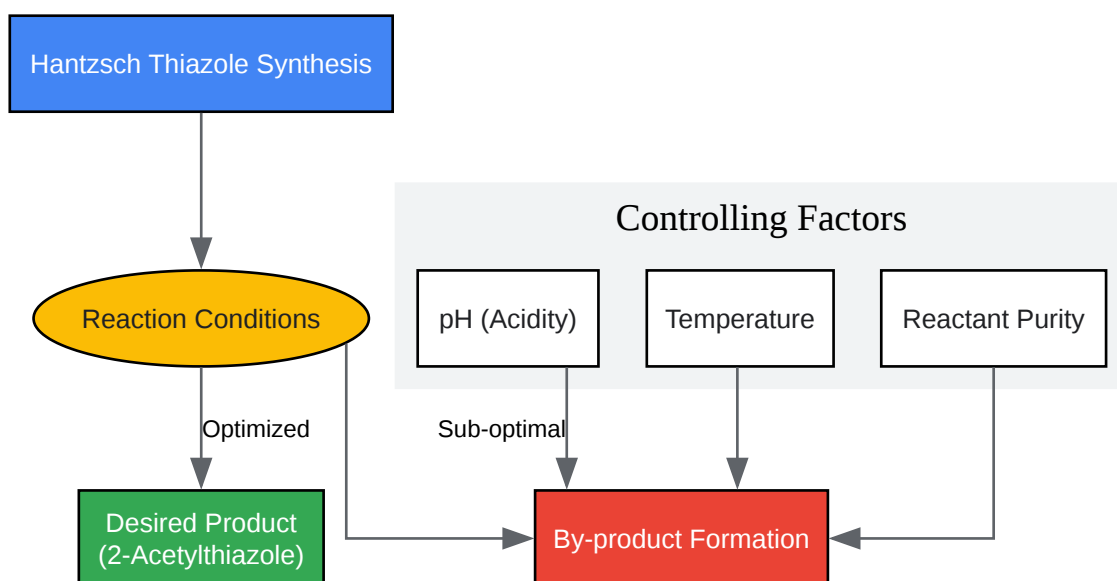 Hantzsch Thiazole Synthesis
Controlling Factors
Reaction Conditions
pH (Acidity)
Temperature
Reactant Purity
Optimized
Sub-optimal
Desired Product
(2-Acetylthiazole)
By-product Formation